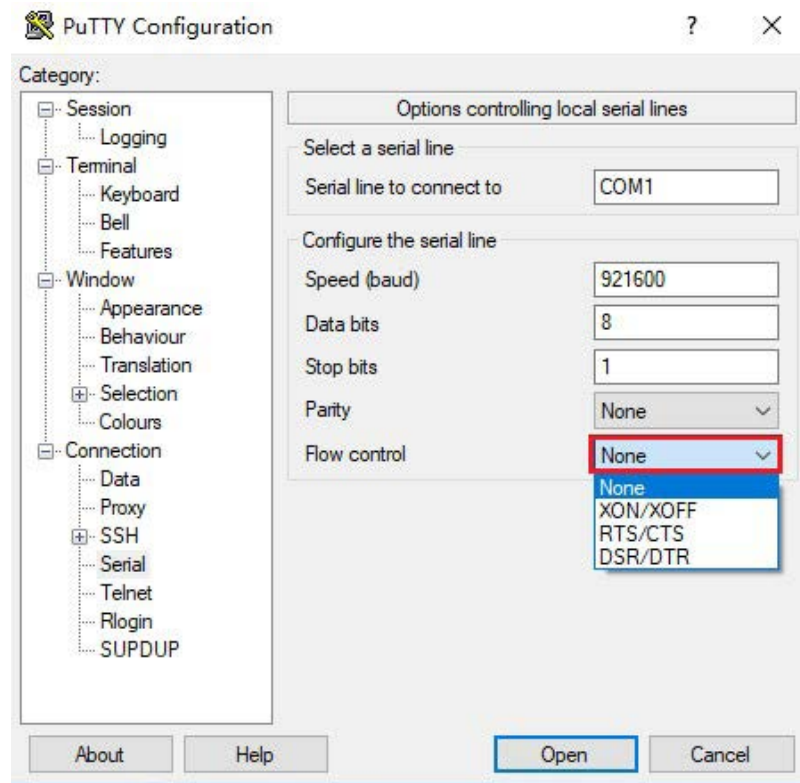 PuTTY Configuration
Category:
Session
Logging
Terminal
Keyboard
Bell
Features
Window
Appearance
Behaviour
Translation
Selection
Colours
Connection
Data
Proxy
SSH
Serial
Telnet
Rlogin
SUPDUP
Options controlling local serial lines
Select a serial line
Serial line to connect to COM1
Configure the serial line
Speed (baud) 921600
Data bits 8
Stop bits 1
Parity None
Flow control None
None
XON/XOFF
RTS/CTS
DSR/DTR
About Help Open Cancel